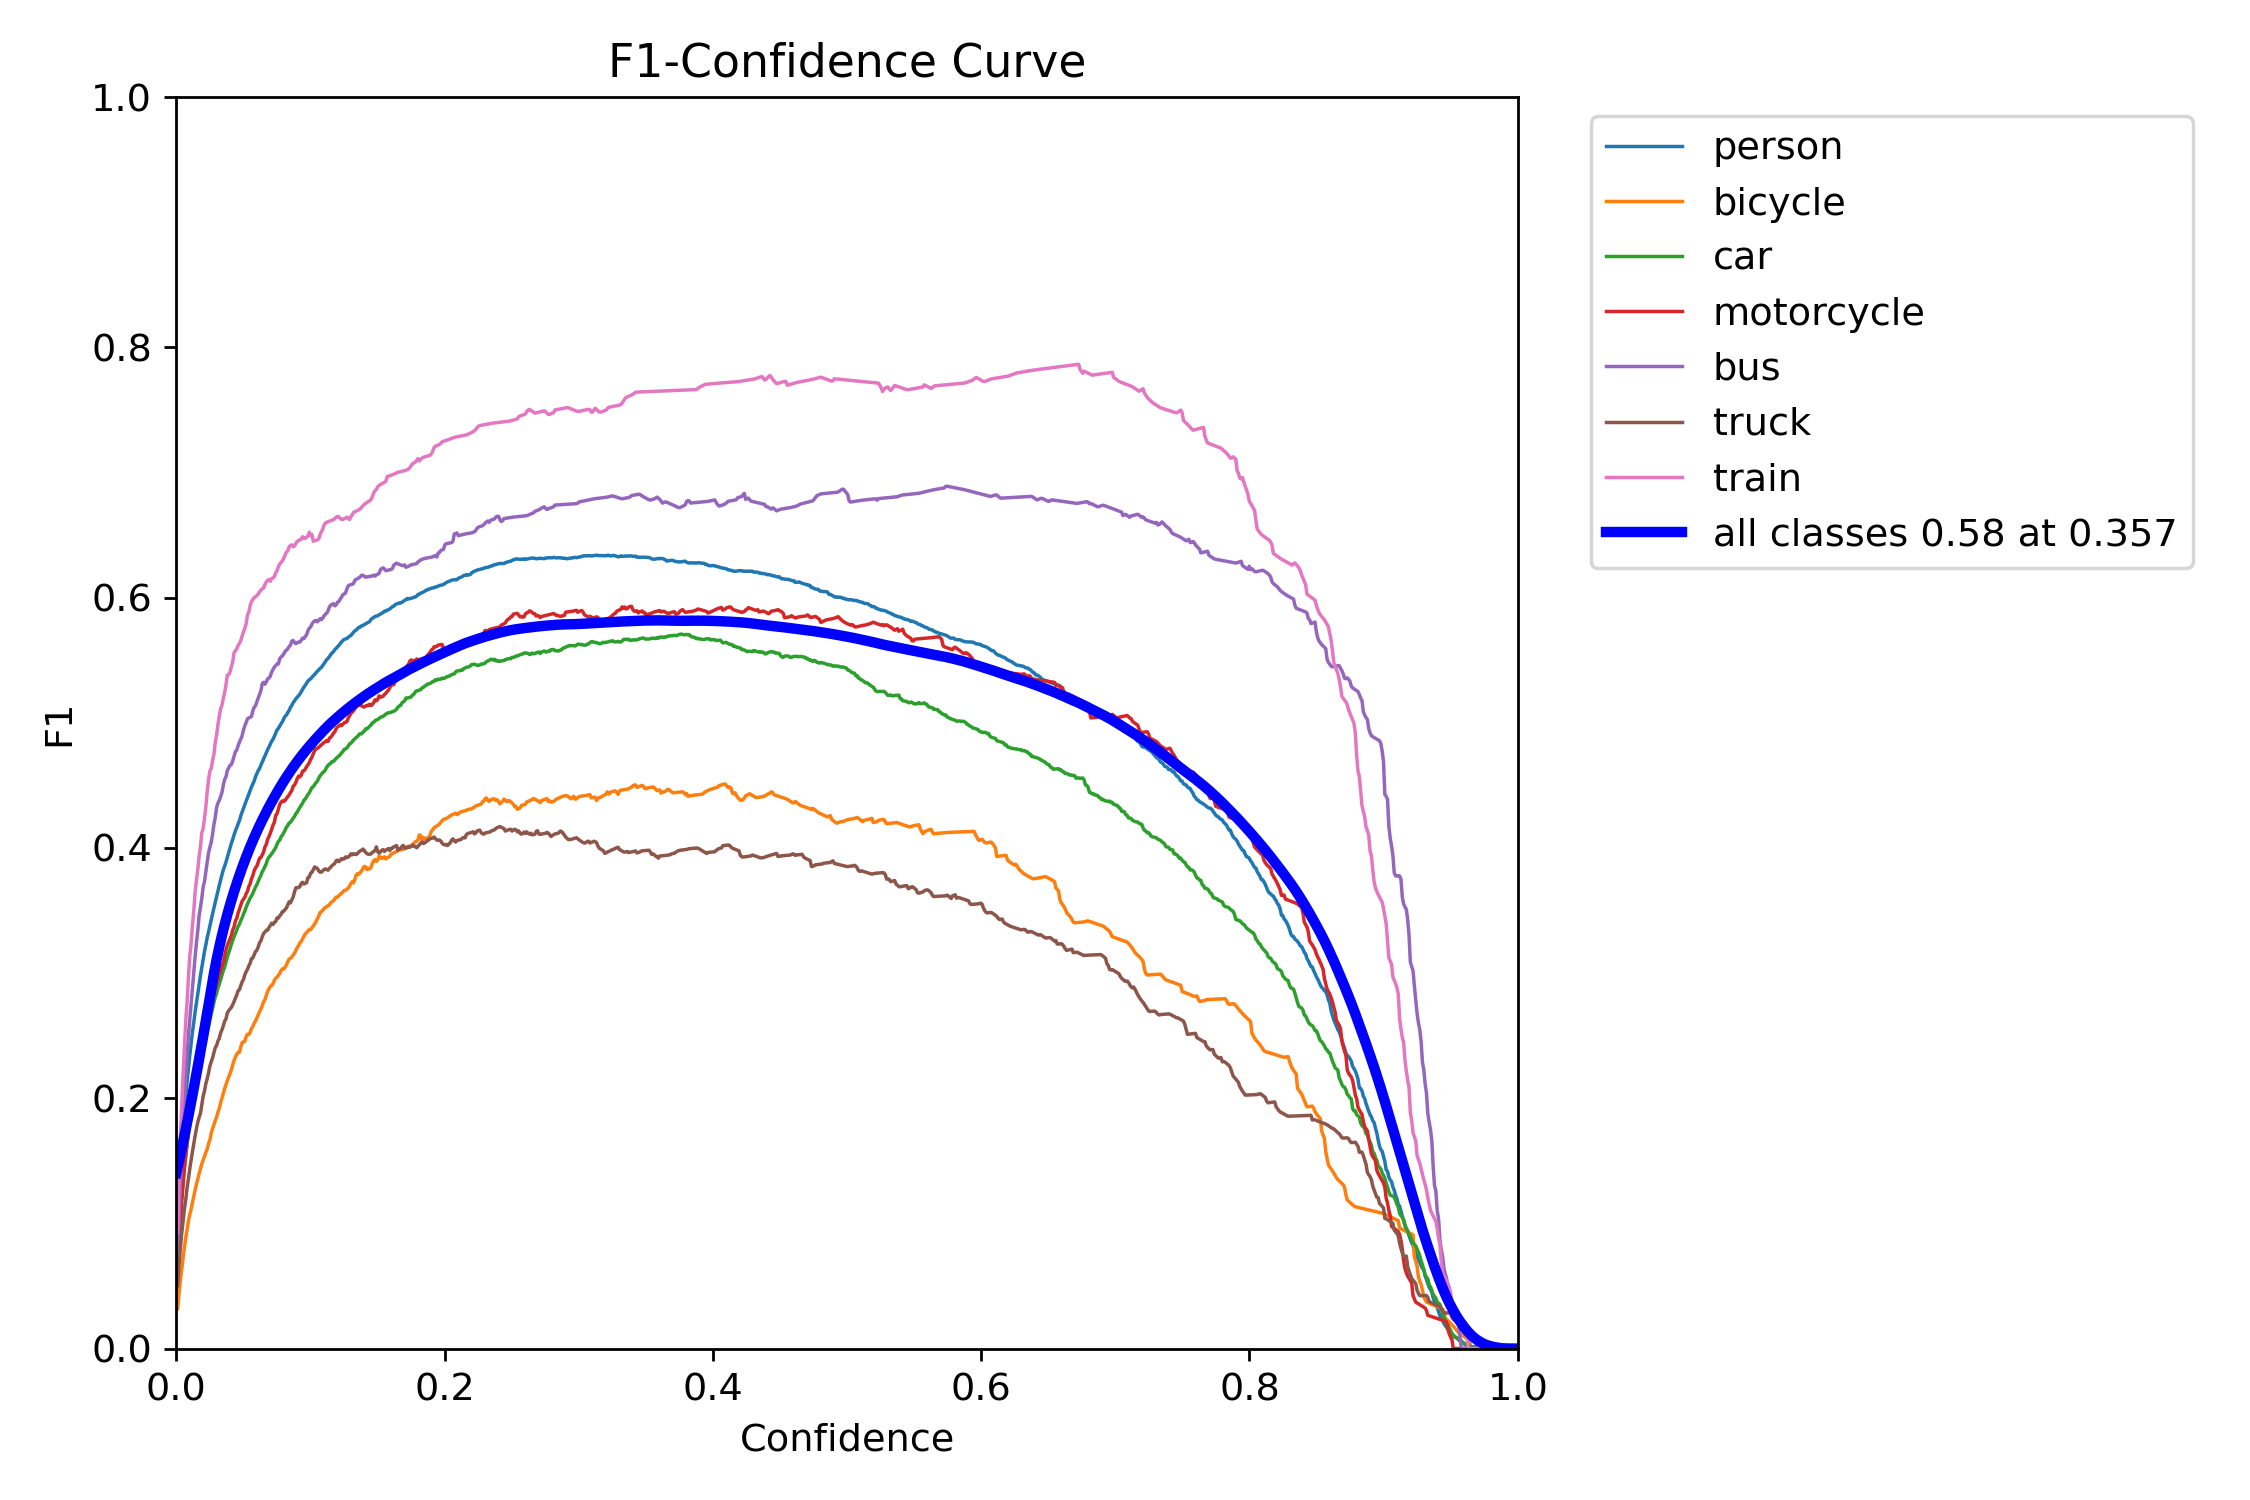 F1-Confidence Curve
1.0
0.8
0.6
0.4
0.2
0.0
F1
0.0 0.2 0.4 0.6 0.8 1.0
Confidence
person
bicycle
car
motorcycle
bus
truck
train
all classes 0.58 at 0.357